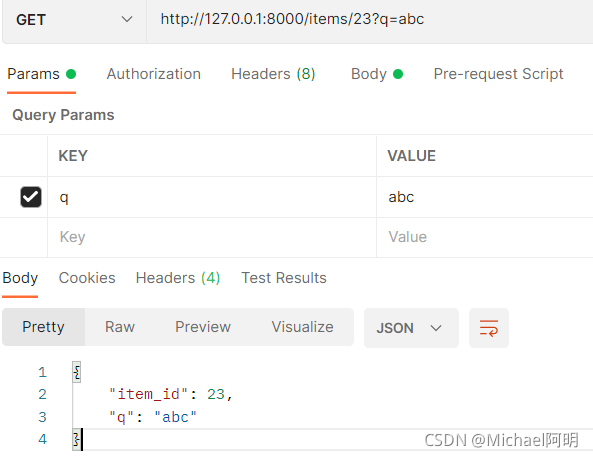 GET http://127.0.0.1:8000/items/23?q=abc
Params Authorization Headers (8) Body Pre-request Script
Query Params
KEY VALUE
q abc
Key Value
Body Cookies Headers (4) Test Results
Pretty Raw Preview Visualize JSON
1 {
2 "item_id": 23,
3 "q": "abc"
4 }
CSDN @Michael阿明